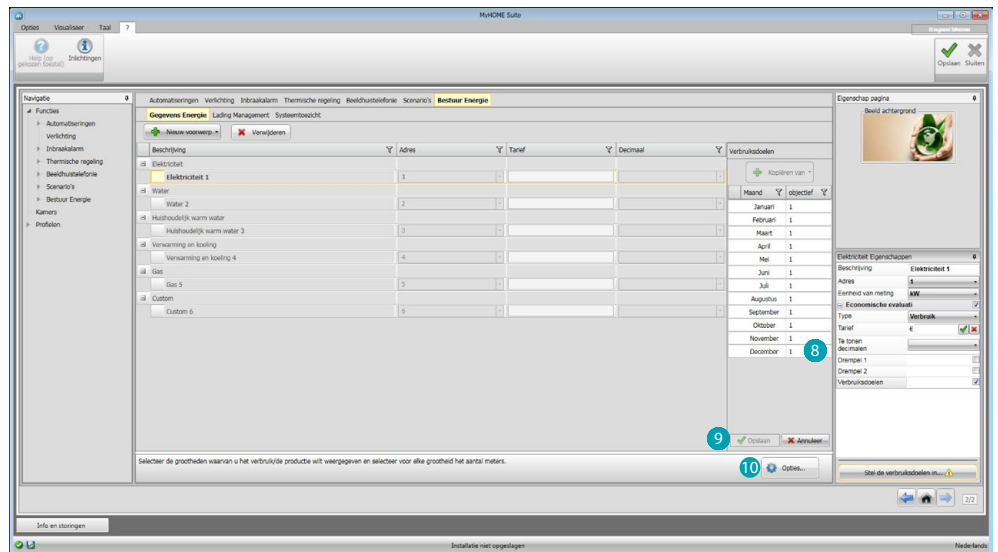 MyHOME Suite
Opties Visualiseer Taal ?
Help (op gekozen toestel) Inlichtingen
Opslaan Sluiten
Navigatie
Functies
Automatiseringen
Verlichting
Inbraakalarm
Thermische regeling
Beeldhuistelefonie
Scenario's
Bestuur Energie
Kamers
Profielen
Automatiseringen Verlichting Inbraakalarm Thermische regeling Beeldhuistelefonie Scenario's Bestuur Energie
Gegevens Energie Lading Management Systeemtoezicht
Nieuw voorwerp Verwijderen
Beschrijving Adres Tarief Decimaal
Elektriciteit
Elektriciteit 1 1
Water
Water 2 2
Huishoudelijk warm water
Huishoudelijk warm water 3 3
Verwarming en koeling
Verwarming en koeling 4 4
Gas
Gas 5 5
Custom
Custom 6 6
Verbruiksdoelen
Kopiëren van
Maand objectief
Januari 1
Februari 1
Maart 1
April 1
Mei 1
Juni 1
Juli 1
Augustus 1
September 1
Oktober 1
November 1
December 1
8
9 Opslaan Annuleer
Selecteer de grootheden waarvan u het verbruik/de productie wilt weergegeven en selecteer voor elke grootheid het aantal meters.
10 Opties...
Eigenschap pagina
Beeld achtergrond
Elektriciteit Eigenschappen
Beschrijving Elektriciteit 1
Adres 1
Eenheid van meting kW
Economische evaluati
Type Verbruik
Tarief €
Te tonen decimalen
Drempel 1
Drempel 2
Verbruiksdoelen
Stel de verbruiksdoelen in...
2/2
Info en storingen
Installatie niet opgeslagen
Nederlands